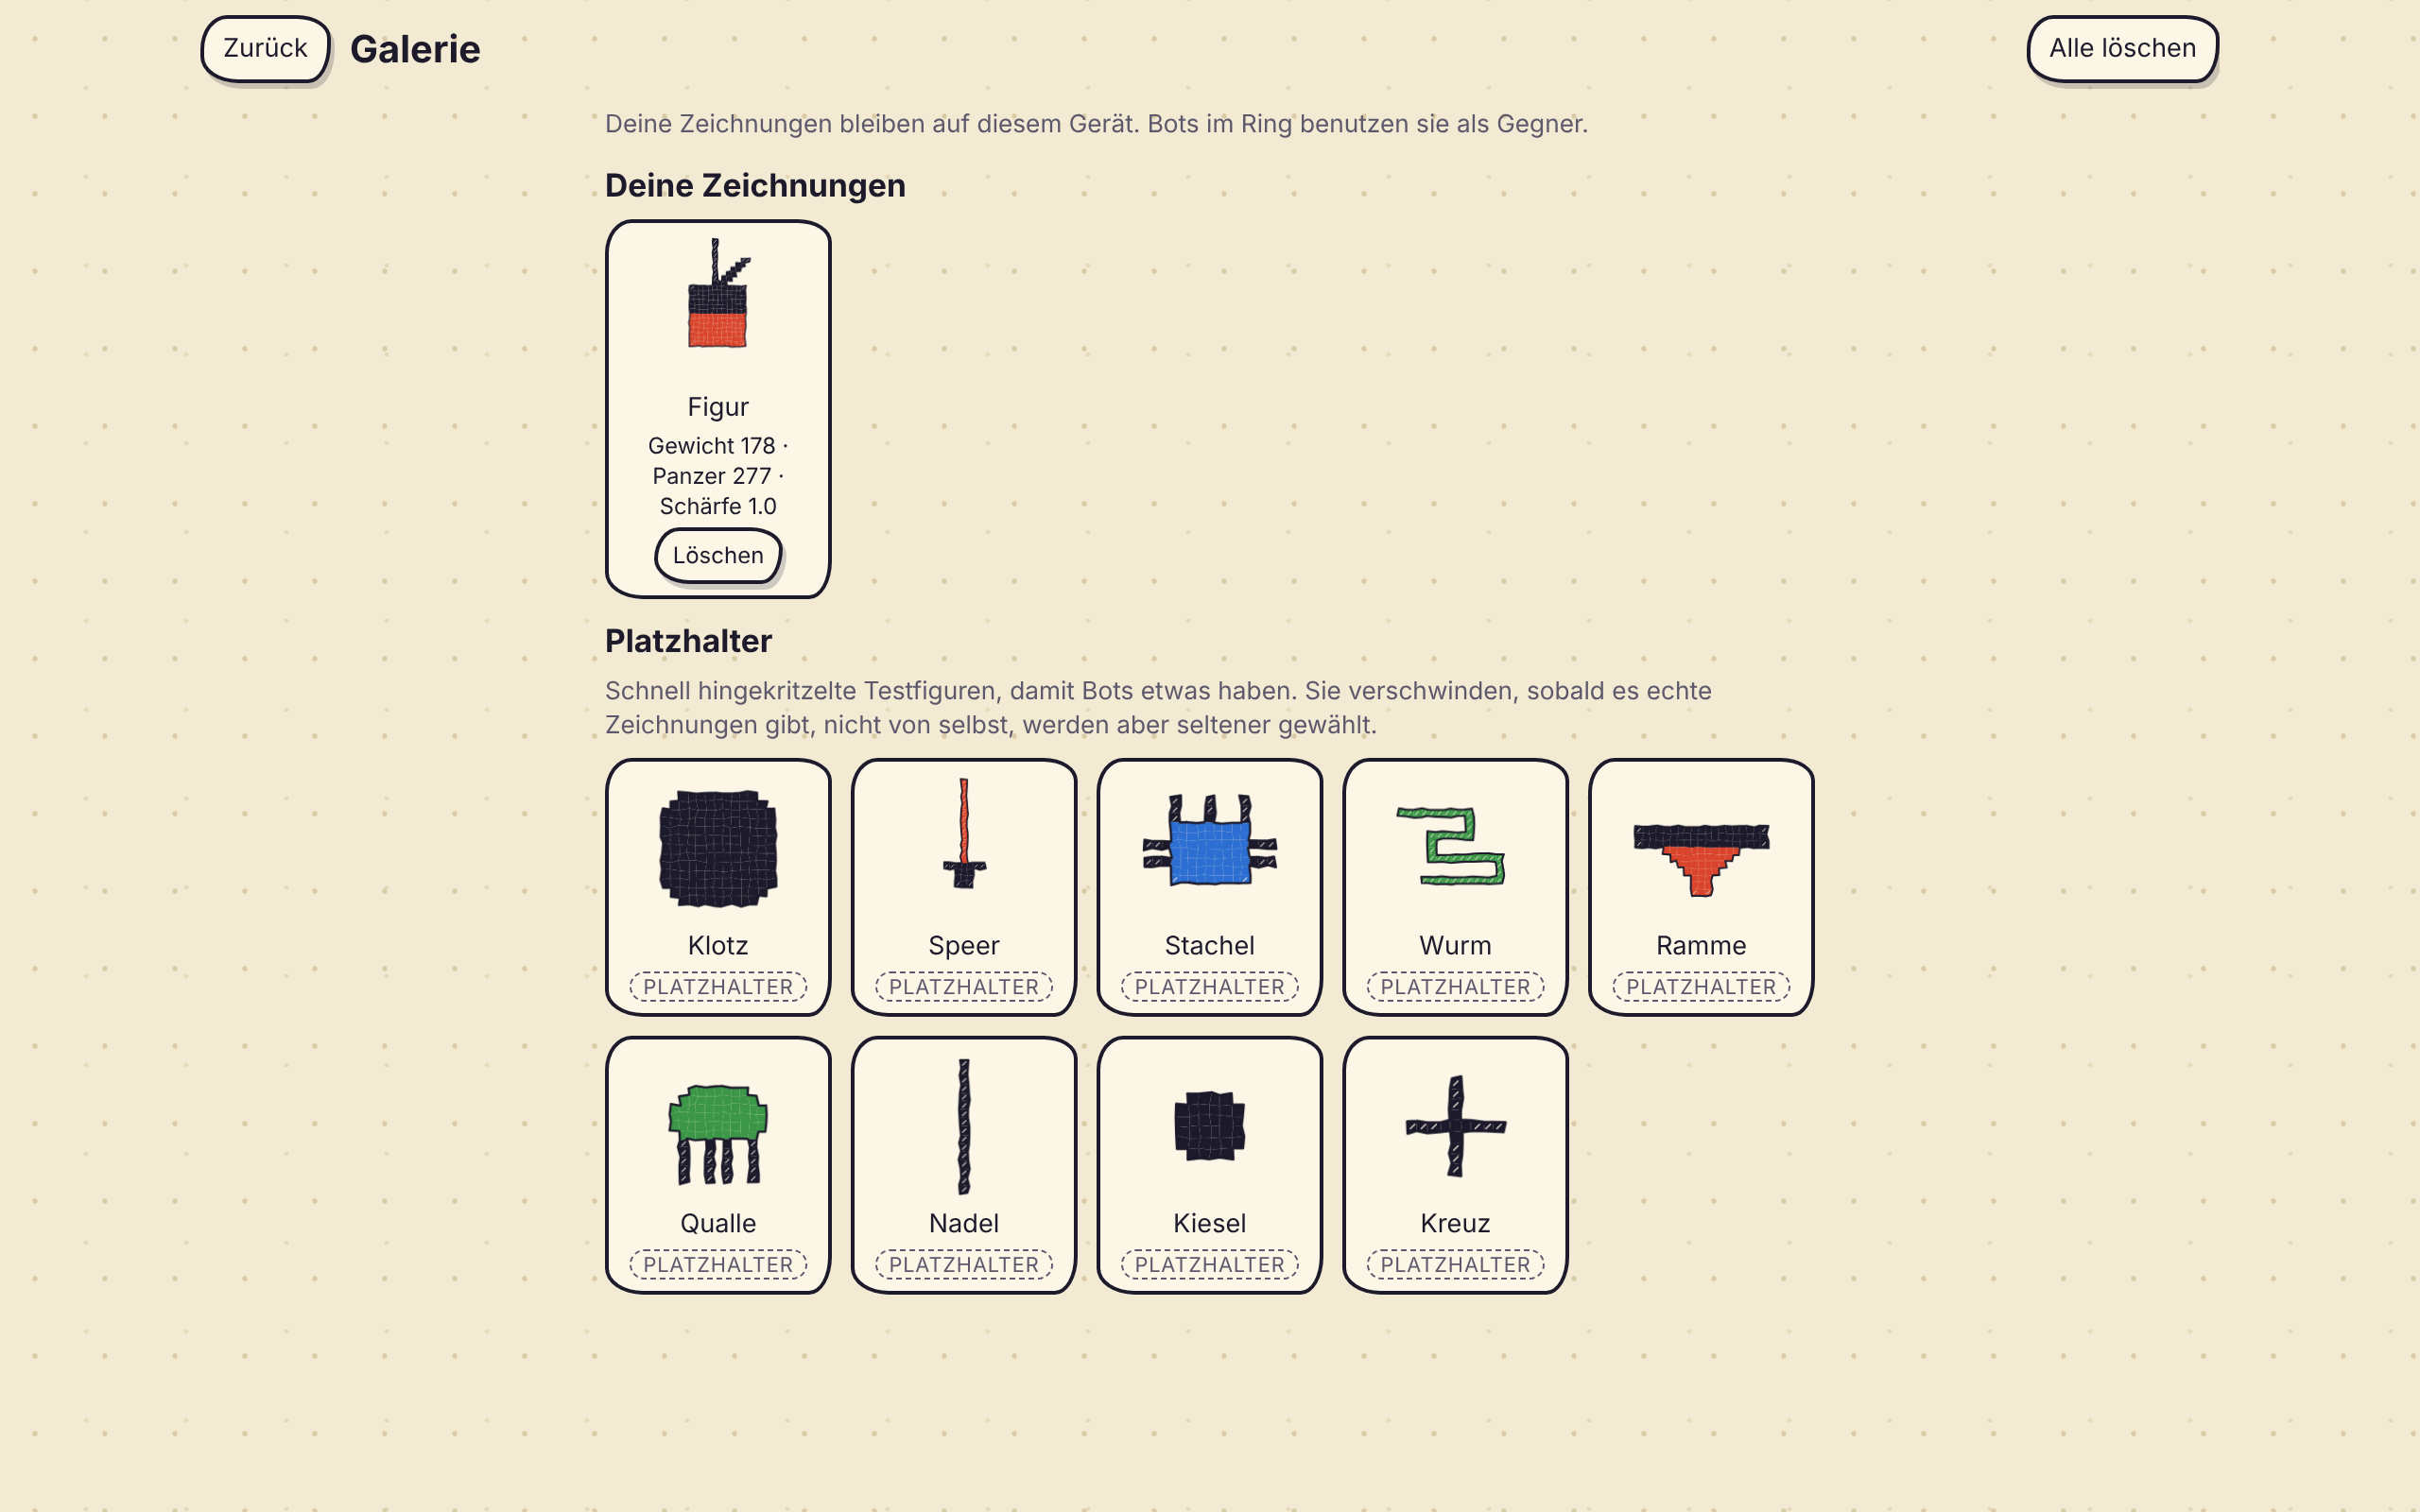 Zurück
Galerie
Alle löschen
Deine Zeichnungen bleiben auf diesem Gerät. Bots im Ring benutzen sie als Gegner.
Deine Zeichnungen
Figur
Gewicht 178 ·
Panzer 277 ·
Schärfe 1.0
Löschen
Platzhalter
Schnell hingekritzelte Testfiguren, damit Bots etwas haben. Sie verschwinden, sobald es echte
Zeichnungen gibt, nicht von selbst, werden aber seltener gewählt.
Klotz
PLATZHALTER
Speer
PLATZHALTER
Stachel
PLATZHALTER
Wurm
PLATZHALTER
Ramme
PLATZHALTER
Qualle
PLATZHALTER
Nadel
PLATZHALTER
Kiesel
PLATZHALTER
Kreuz
PLATZHALTER